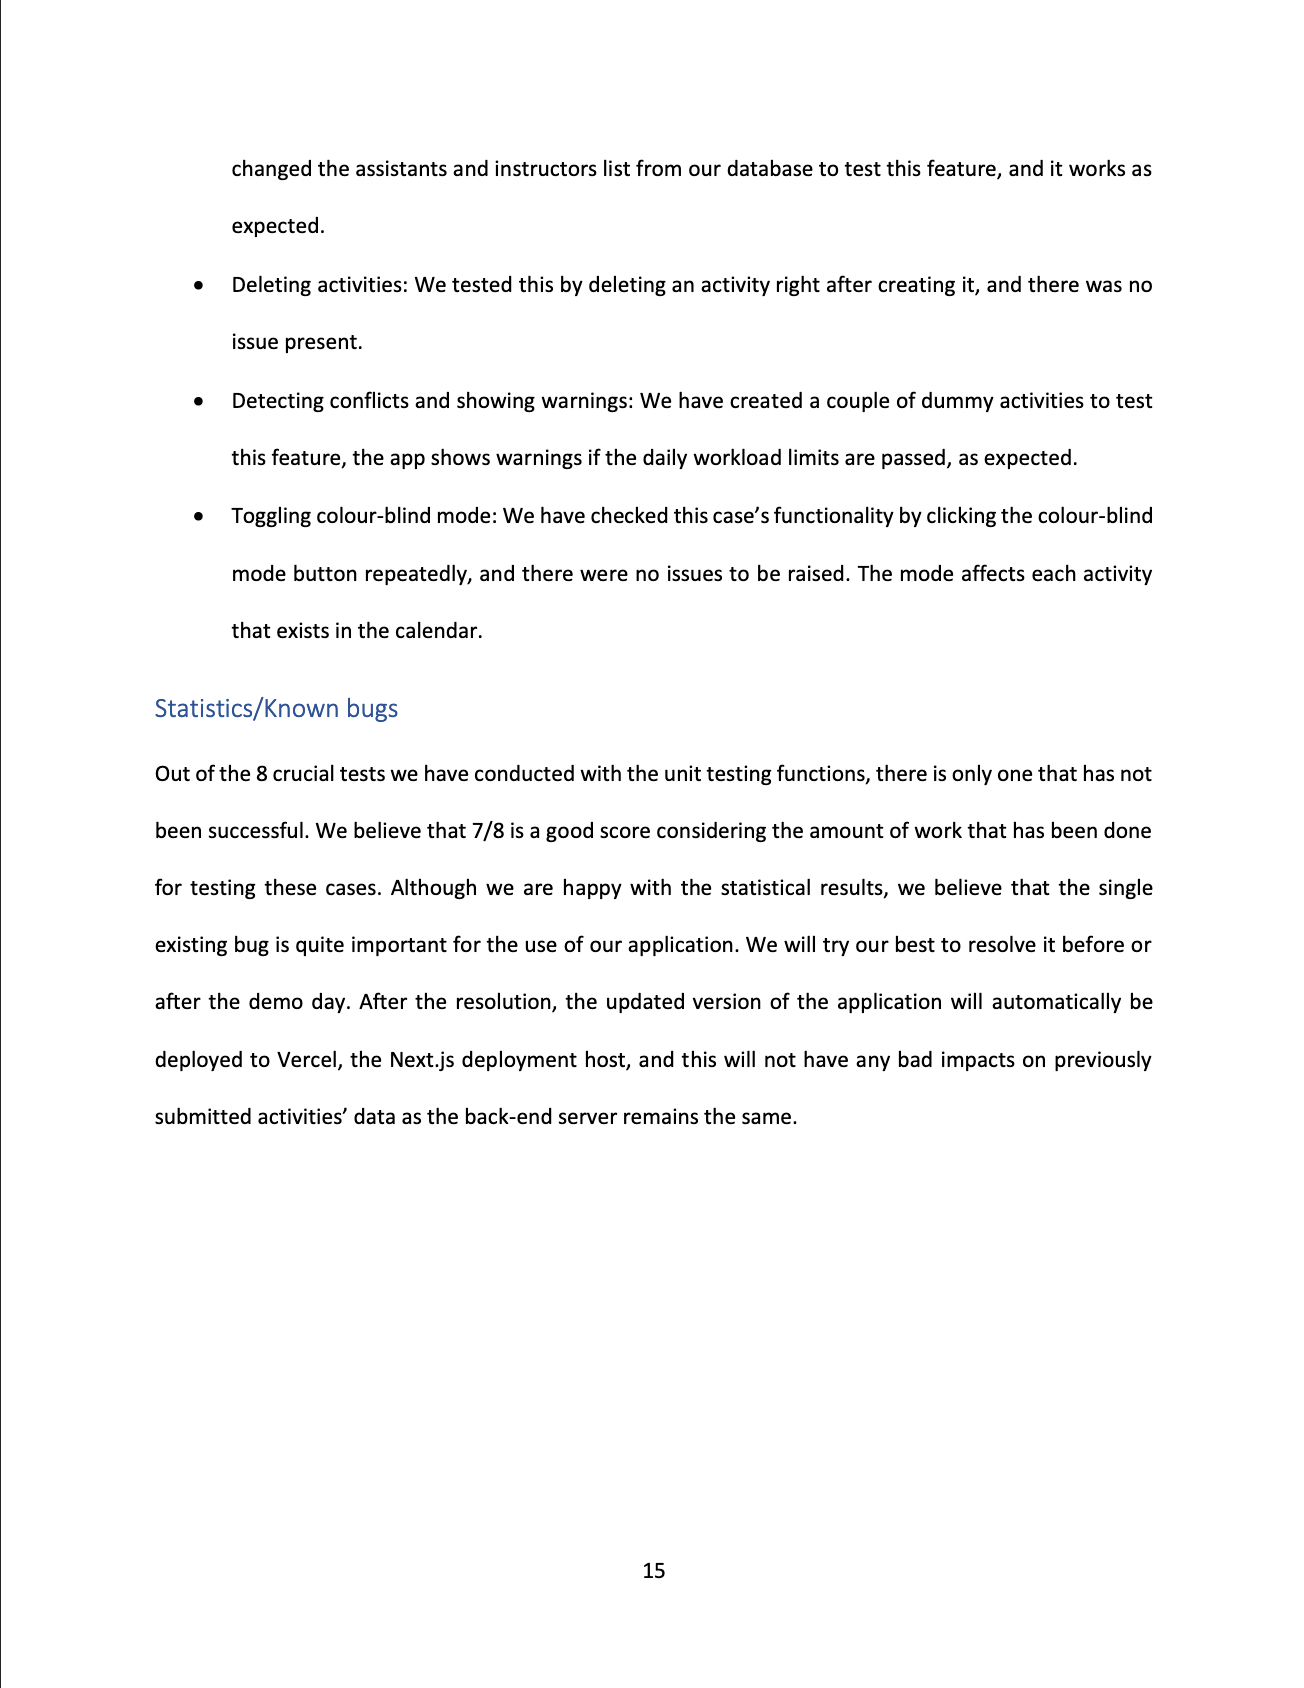 changed the assistants and instructors list from our database to test this feature, and it works as
expected.
• Deleting activities: We tested this by deleting an activity right after creating it, and there was no
issue present.
• Detecting conflicts and showing warnings: We have created a couple of dummy activities to test
this feature, the app shows warnings if the daily workload limits are passed, as expected.
• Toggling colour-blind mode: We have checked this case’s functionality by clicking the colour-blind
mode button repeatedly, and there were no issues to be raised. The mode affects each activity
that exists in the calendar.
Statistics/Known bugs
Out of the 8 crucial tests we have conducted with the unit testing functions, there is only one that has not
been successful. We believe that 7/8 is a good score considering the amount of work that has been done
for testing these cases. Although we are happy with the statistical results, we believe that the single
existing bug is quite important for the use of our application. We will try our best to resolve it before or
after the demo day. After the resolution, the updated version of the application will automatically be
deployed to Vercel, the Next.js deployment host, and this will not have any bad impacts on previously
submitted activities’ data as the back-end server remains the same.
15